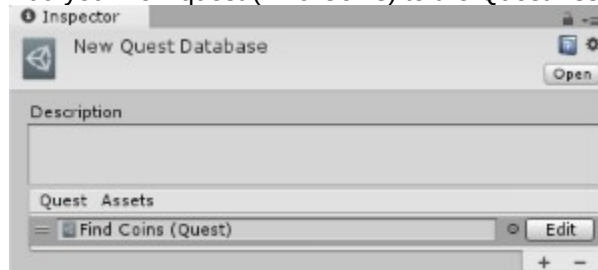 Inspector
New Quest Database
Open
Description
Quest Assets
Find Coins (Quest)
Edit
+ -